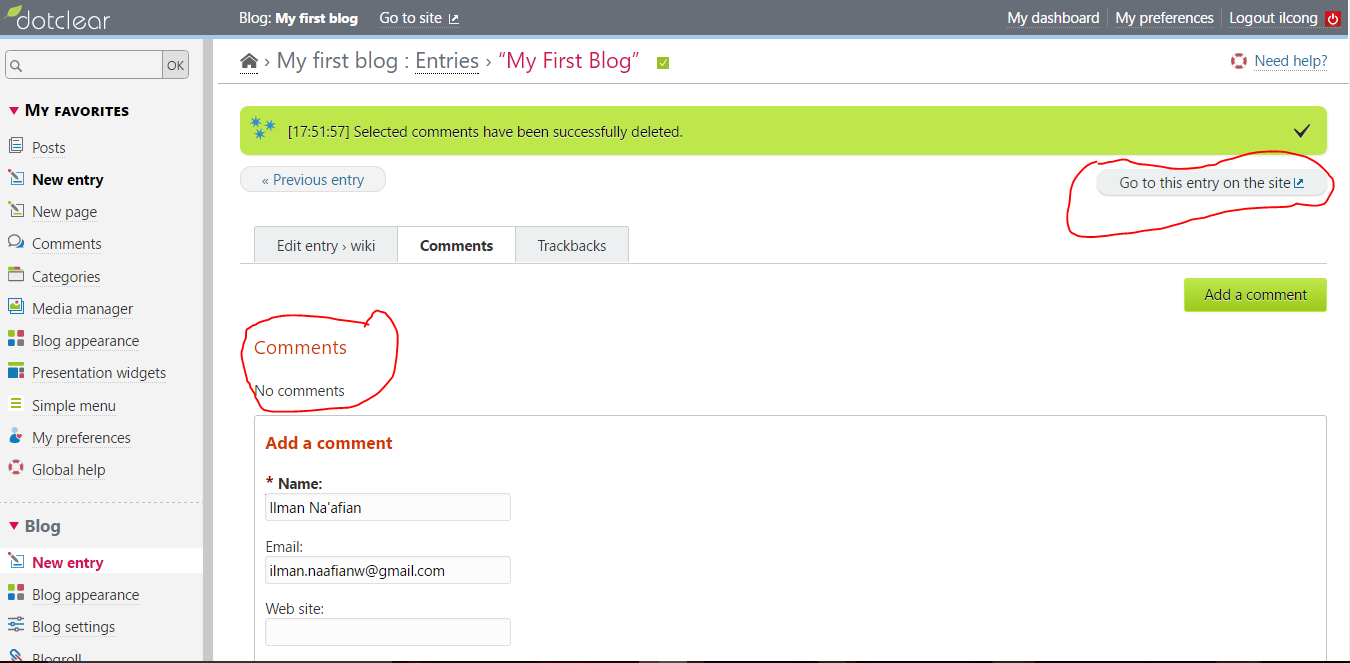 dotclear
Blog: My first blog Go to site
My dashboard My preferences Logout ilcong
OK
My favorites
Posts
New entry
New page
Comments
Categories
Media manager
Blog appearance
Presentation widgets
Simple menu
My preferences
Global help
Blog
New entry
Blog appearance
Blog settings
Blogroll
› My first blog : Entries › “My First Blog”
Need help?
[17:51:57] Selected comments have been successfully deleted.
« Previous entry
Go to this entry on the site
Edit entry › wiki Comments Trackbacks
Add a comment
Comments
No comments
Add a comment
* Name:
Ilman Na'afian
Email:
ilman.naafianw@gmail.com
Web site: